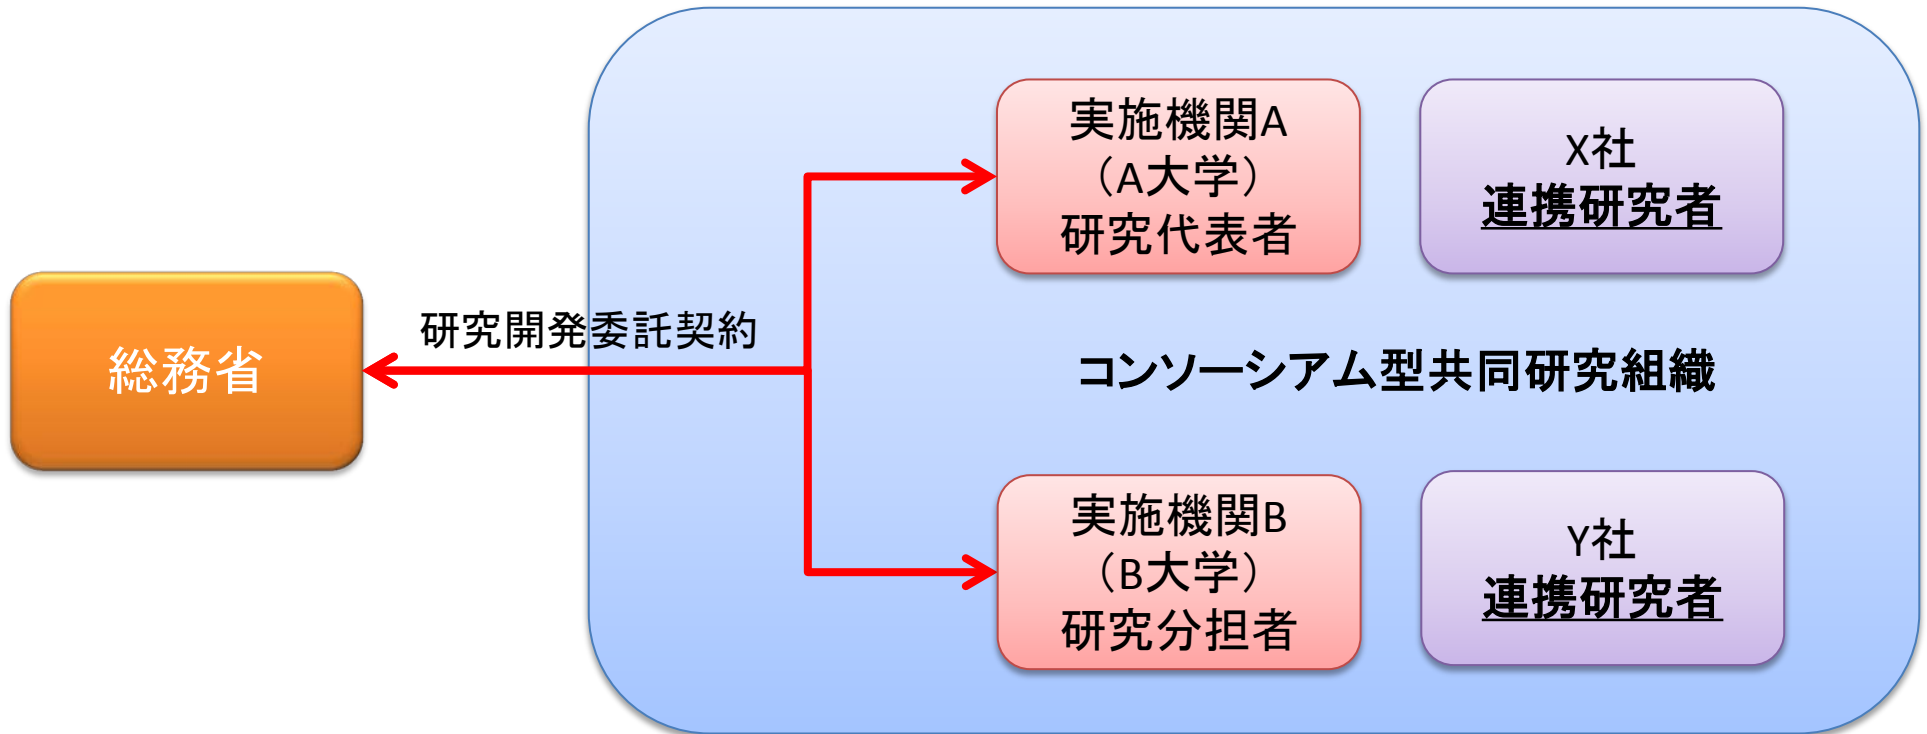 総務省
研究開発委託契約
実施機関A
（A大学）
研究代表者
X社
連携研究者
コンソーシアム型共同研究組織
実施機関B
（B大学）
研究分担者
Y社
連携研究者